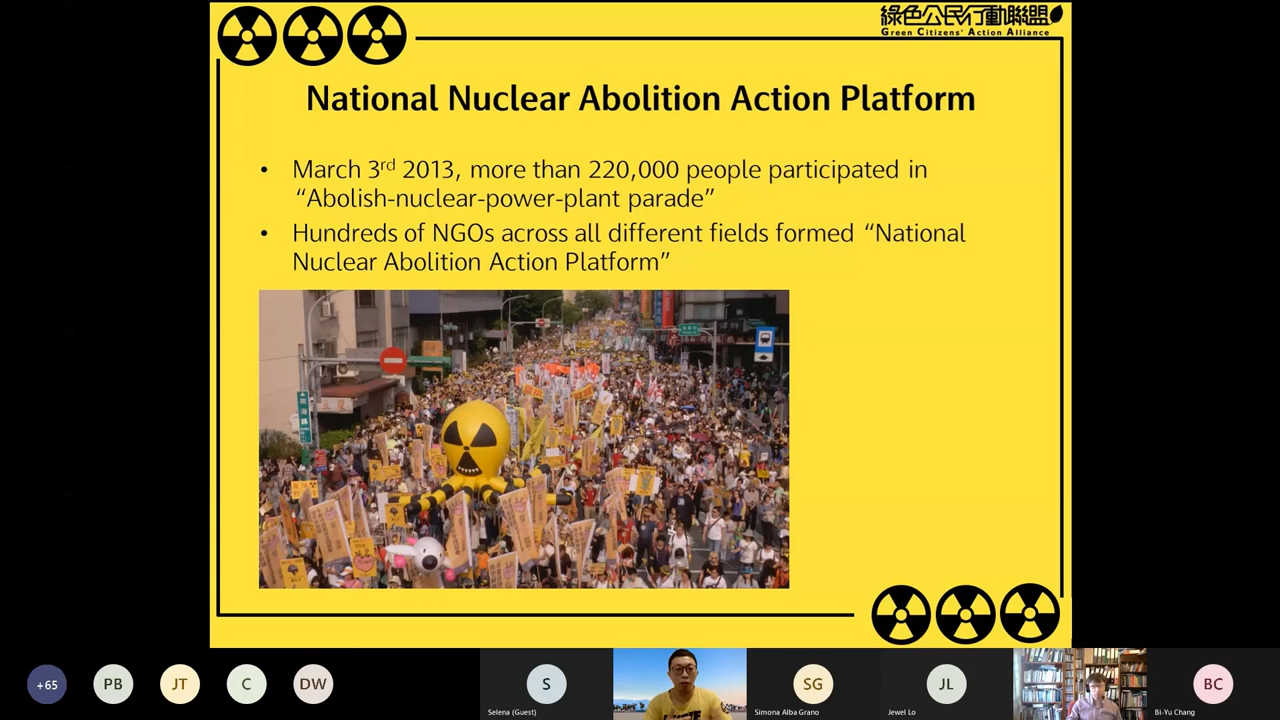 綠色公民行動聯盟
Green Citizens' Action Alliance
National Nuclear Abolition Action Platform
• March 3rd 2013, more than 220,000 people participated in
“Abolish-nuclear-power-plant parade”
• Hundreds of NGOs across all different fields formed “National
Nuclear Abolition Action Platform”
+65
PB
JT
C
DW
S
Selena (Guest)
SG
Simona Alba Grano
JL
Jewel Lo
BC
Bi-Yu Chang